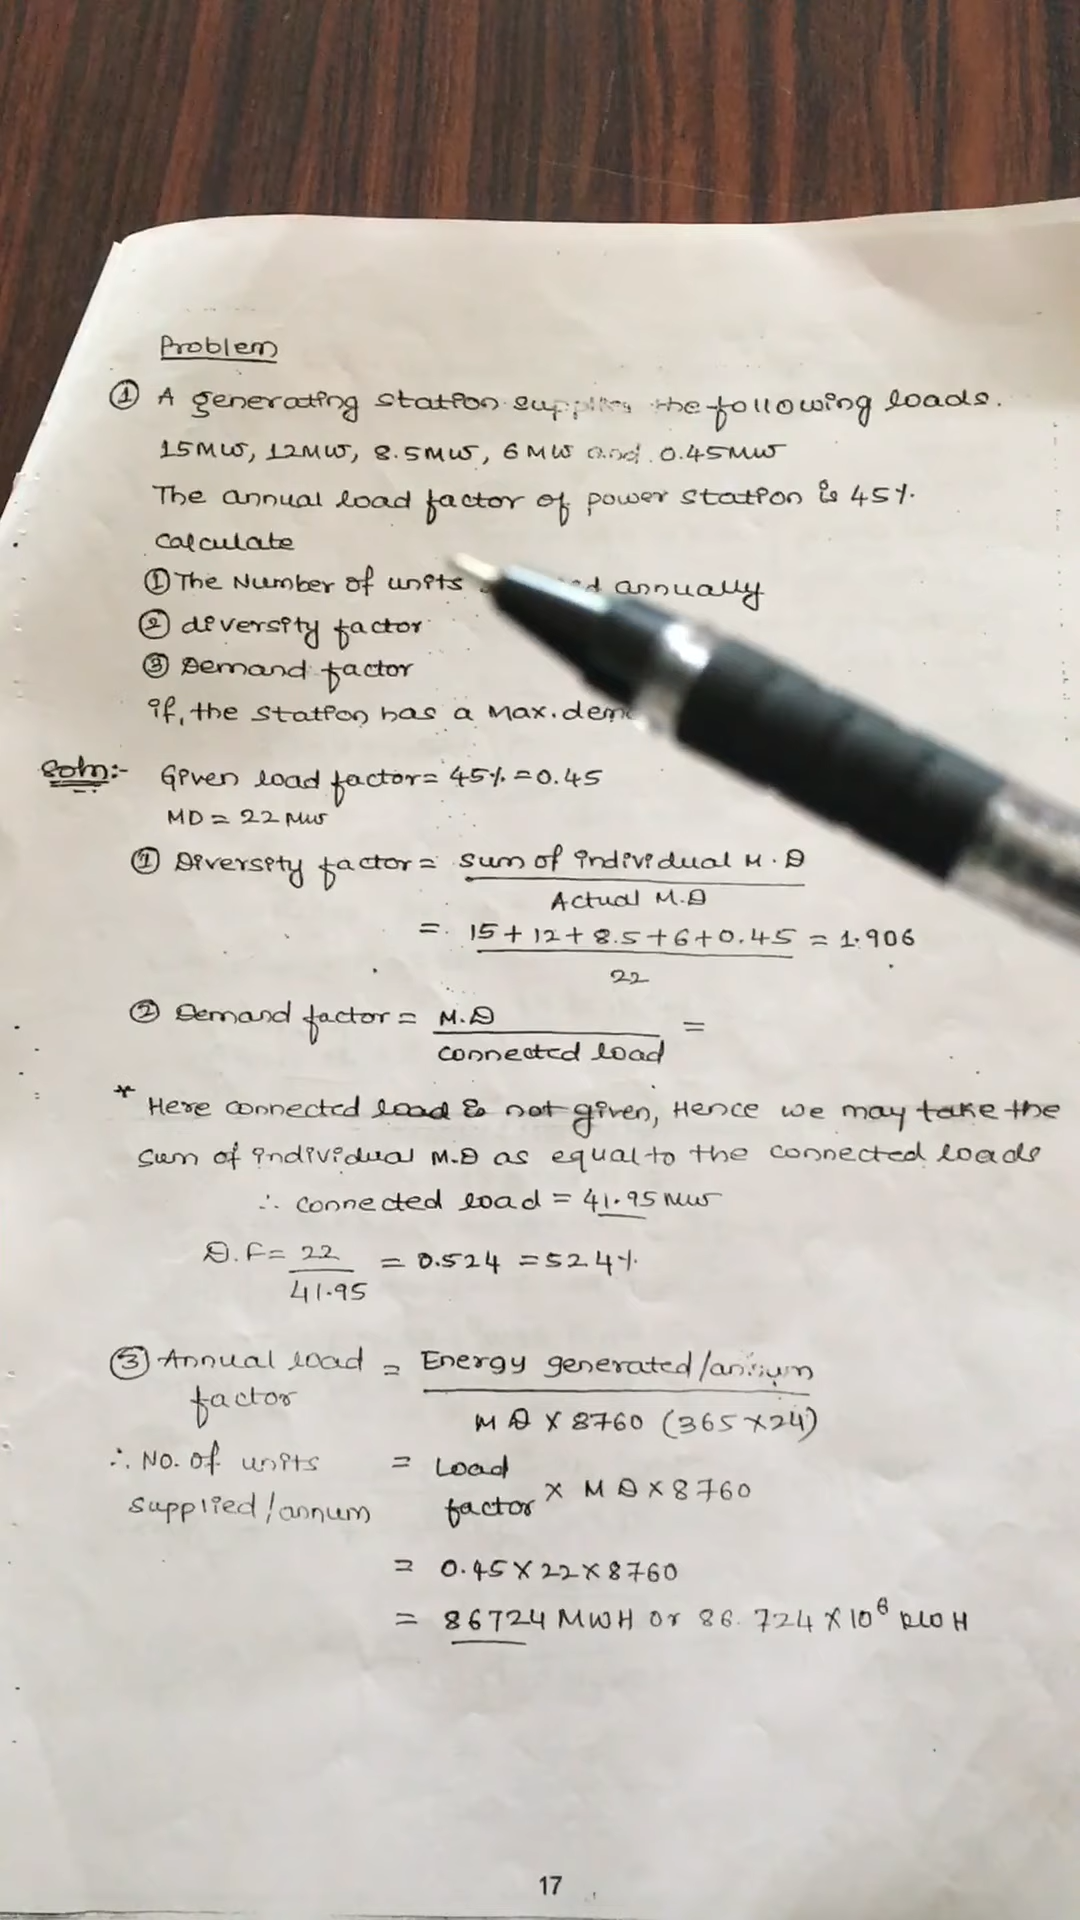 Problem
① A generating station supplies the following loads.
15MW, 12MW, 8.5MW, 6 MW and 0.45MW
The annual load factor of power station is 45%.
calculate
① The Number of units annually
② diversity factor
③ Demand factor
if, the station has a Max.
Soln:- Given load factor = 45% = 0.45
MD = 22 MW
① Diversity factor = sum of individual M.D
Actual M.D
= 15+12+8.5+6+0.45 = 1.906
22
② Demand factor = M.D =
connected load
* Here connected load is not given, Hence we may take the
sum of individual M.D as equal to the connected loads
∴ connected load = 41.95 MW
D.F = 22 = 0.524 = 52.4%
41.95
③ Annual load = Energy generated/annum
factor
MD X 8760 (365X24)
∴ No. of units = Load
supplied/annum factor X MD X 8760
= 0.45 X 22 X 8760
= 86724 MWH or 86.724 X 10⁶ KWH
17